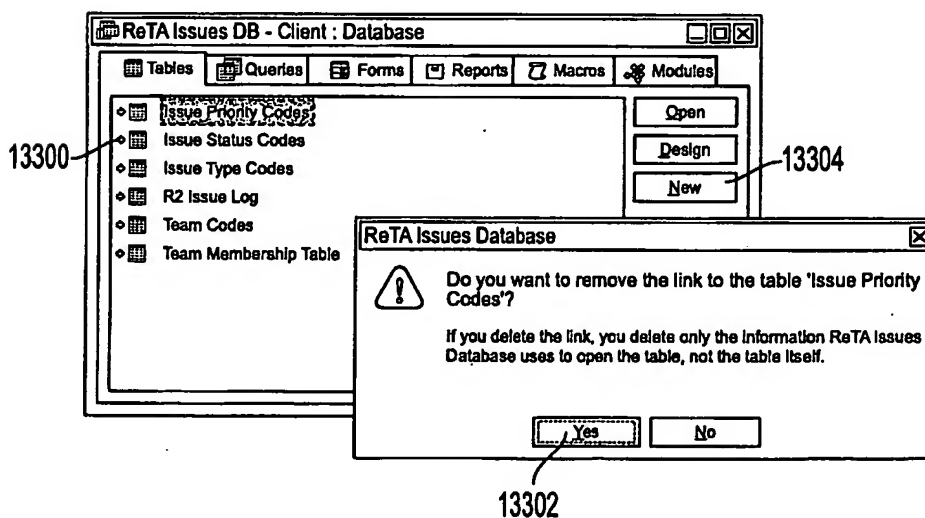 ReTA Issues DB - Client : Database
Tables Queries Forms Reports Macros Modules
Issue Priority Codes
Issue Status Codes
Issue Type Codes
R2 Issue Log
Team Codes
Team Membership Table
Open
Design
New
13300
13304
ReTA Issues Database
Do you want to remove the link to the table 'Issue Priority
Codes'?
If you delete the link, you delete only the information ReTA Issues
Database uses to open the table, not the table itself.
Yes No
13302